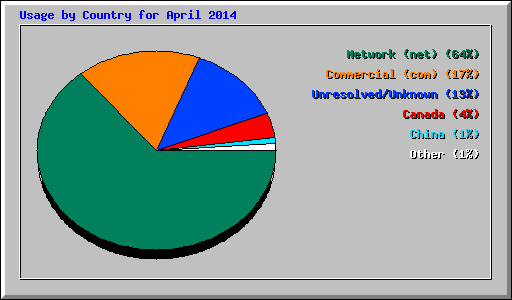 Usage by Country for April 2014
Network (net) (64%)
Commercial (com) (17%)
Unresolved/Unknown (13%)
Canada (4%)
China (1%)
Other (1%)